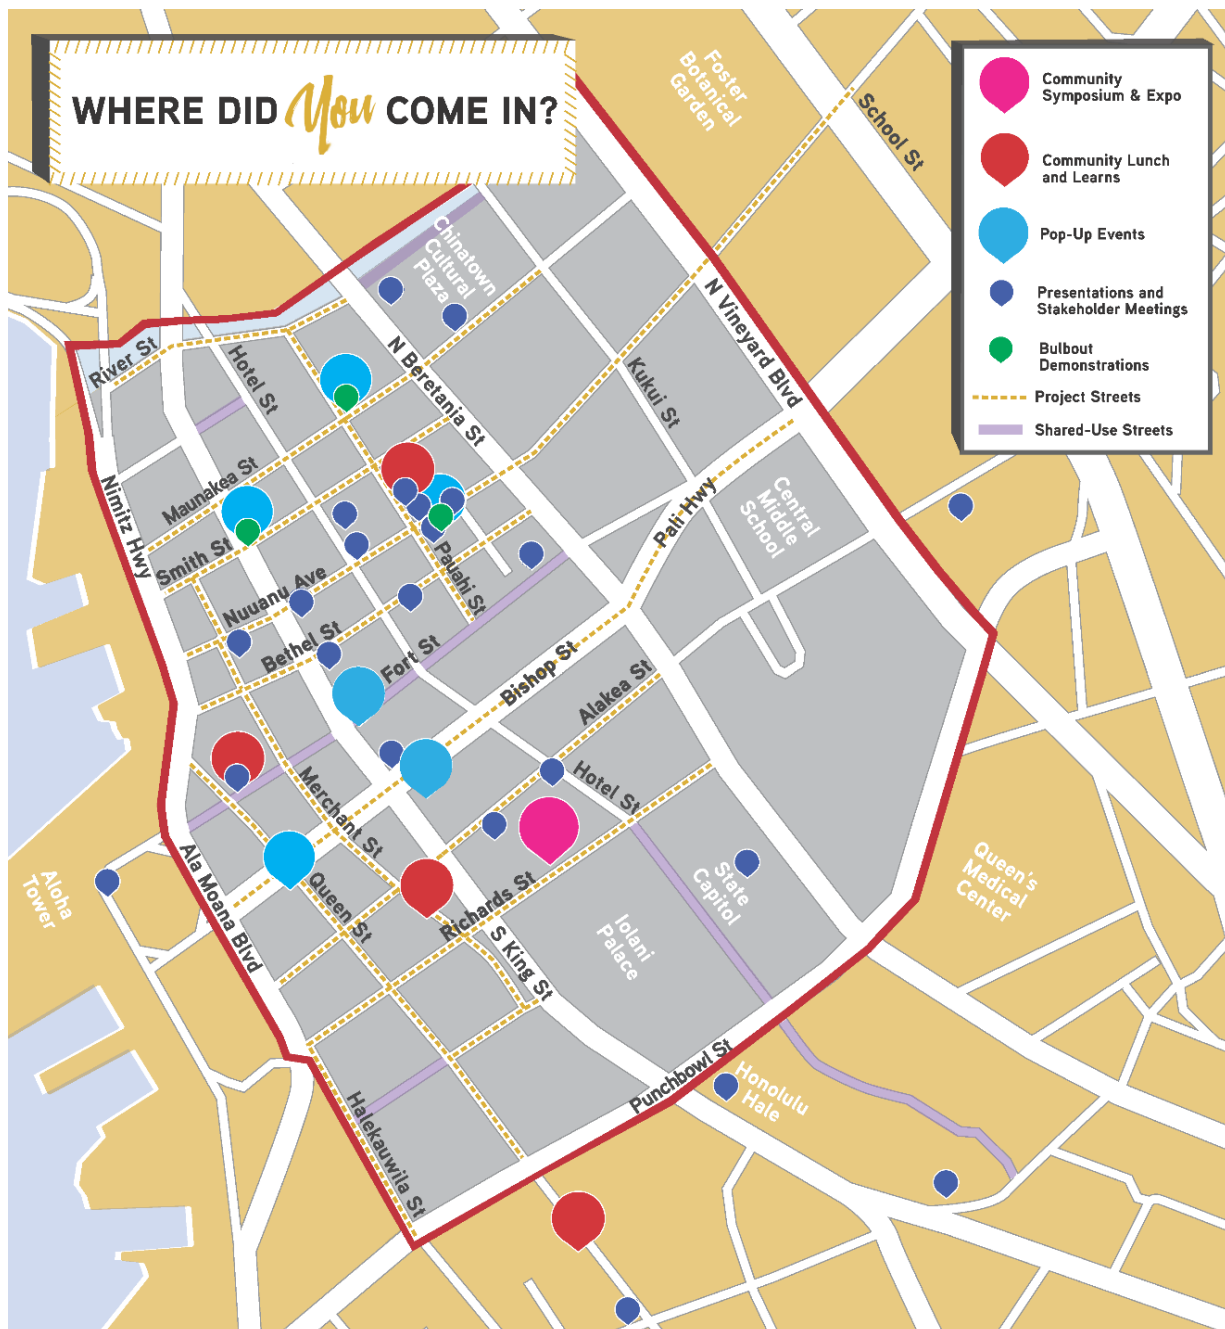 WHERE DID You COME IN?
Community
Symposium & Expo
Community Lunch
and Learns
Pop-Up Events
Presentations and
Stakeholder Meetings
Bulbout
Demonstrations
Project Streets
Shared-Use Streets
Foster
Botanical
Garden
School St
Chinatown
Cultural
Plaza
N Vineyard Blvd
River St
Hotel St
N Beretania St
Kukui St
Maunakea St
Nimitz Hwy
Smith St
Pali Hwy
Central
Middle
School
Nuuanu Ave
Pauahi St
Bethel St
Fort St
Bishop St
Alakea St
Merchant St
Hotel St
Ala Moana Blvd
Aloha
Tower
Queen St
Richards St
S King St
State
Capitol
Iolani
Palace
Queen's
Medical
Center
Punchbowl St
Honolulu
Hale
Halekauwila St